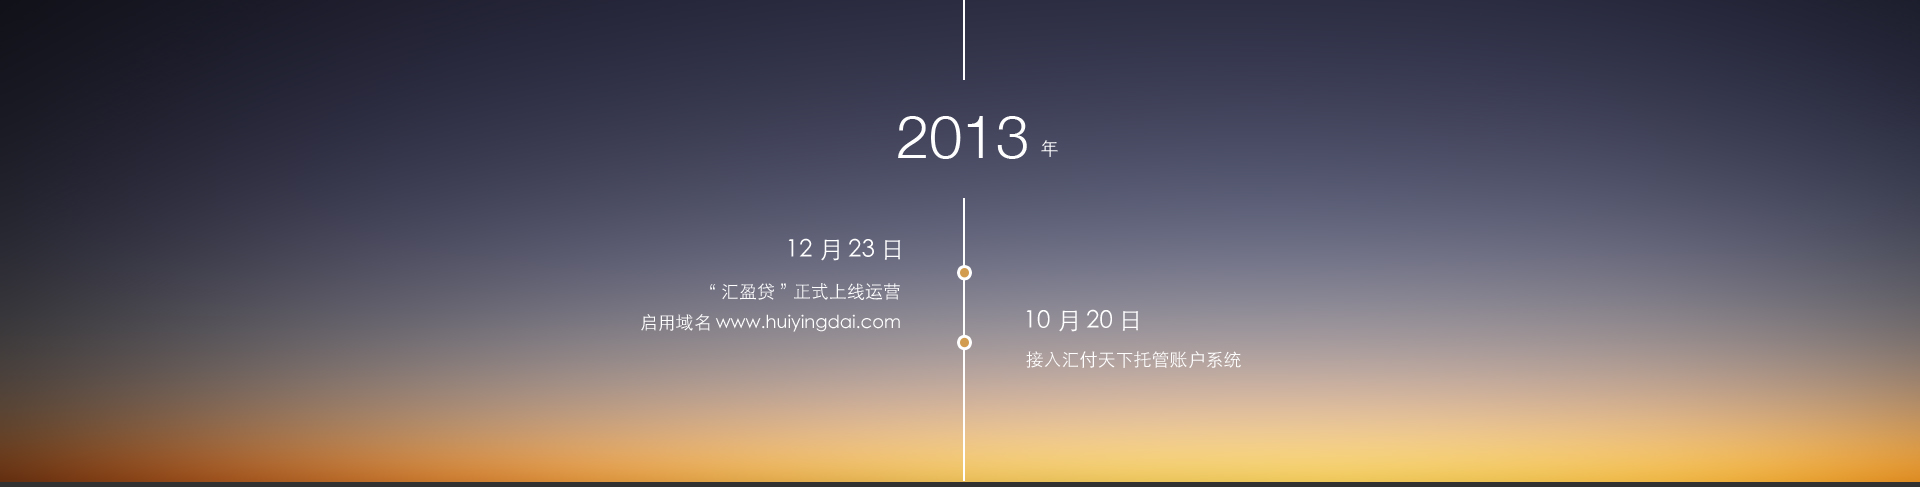 2013 年
12 月 23 日
“汇盈贷”正式上线运营
启用域名 www.huiyingdai.com
10 月 20 日
接入汇付天下托管账户系统